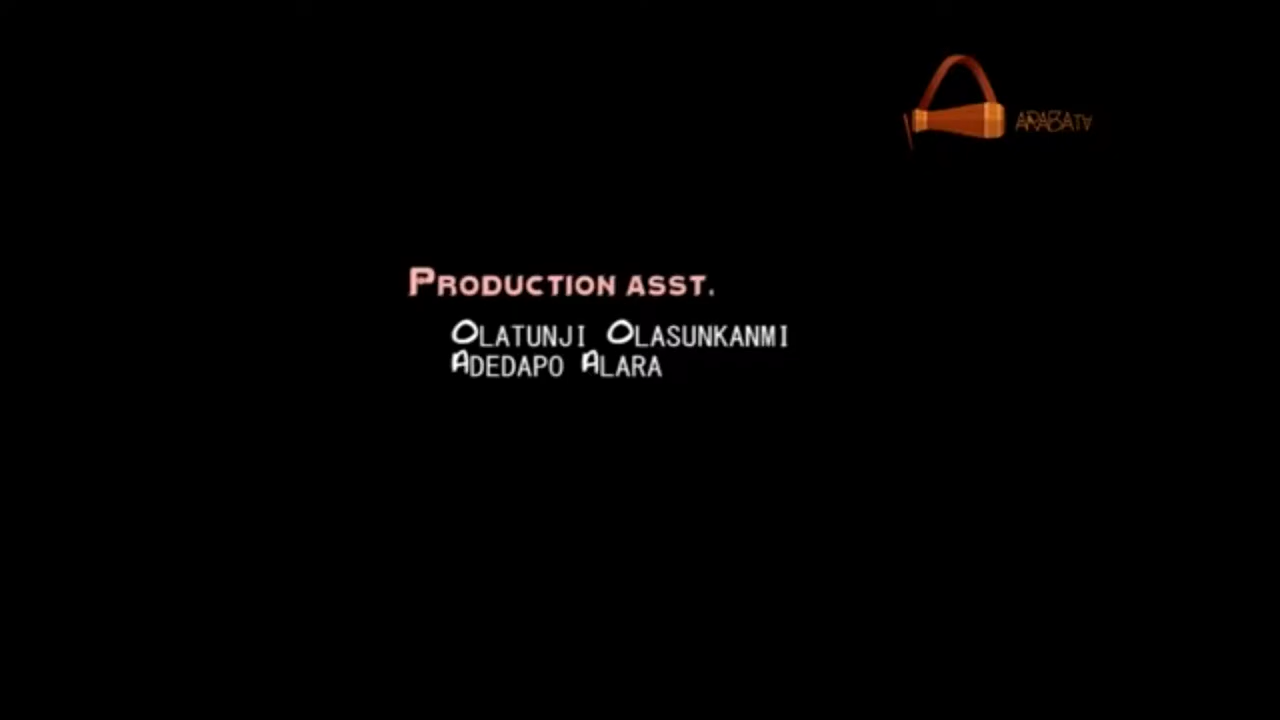 ARABATV
PRODUCTION ASST.
OLATUNJI OLASUNKANMI
ADEDAPO ALARA